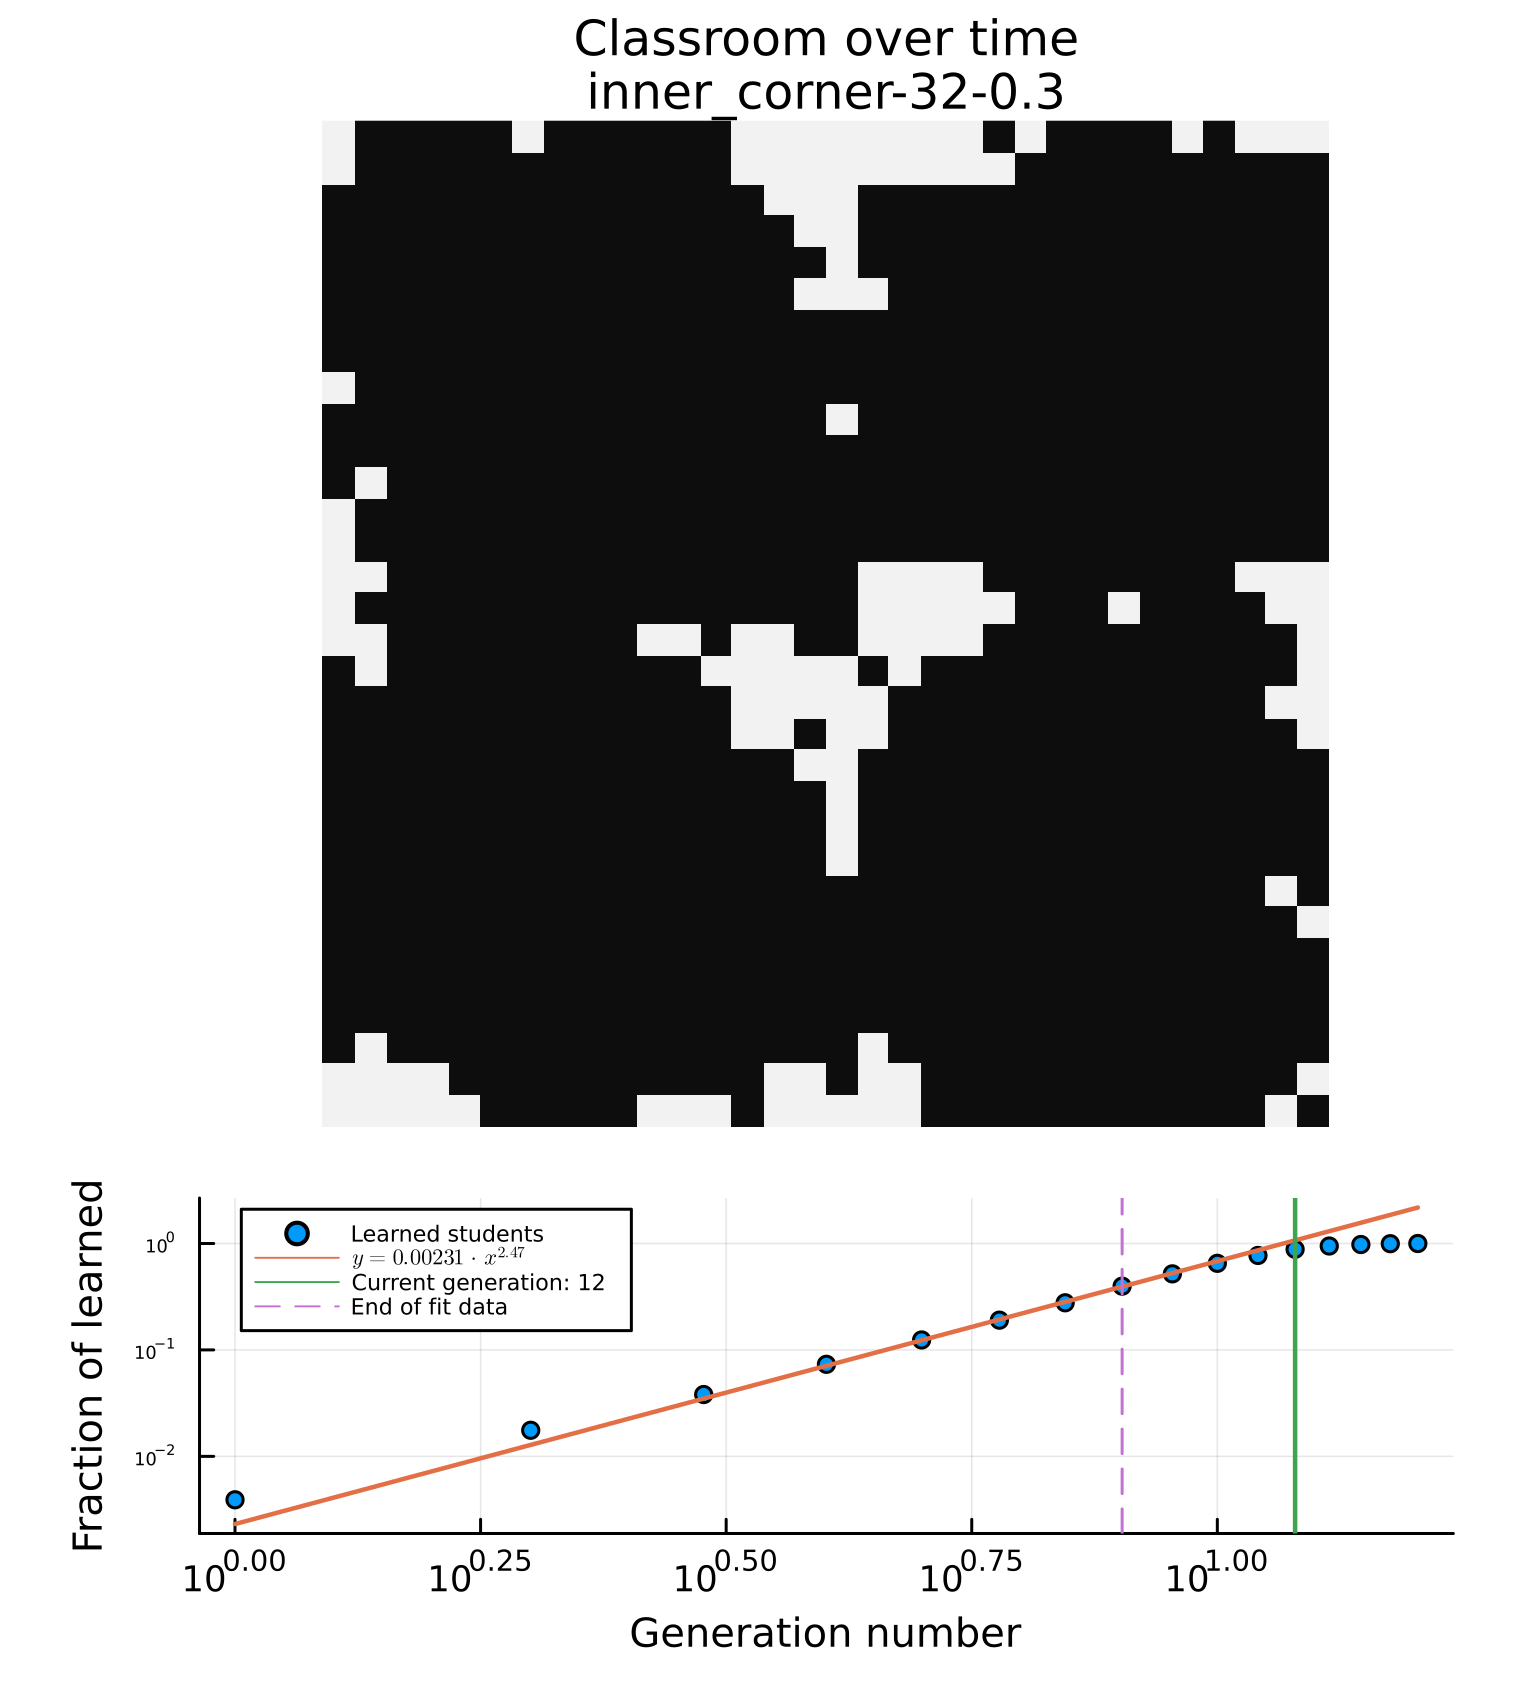 Classroom over time
inner_corner-32-0.3
Fraction of learned
10^0
10^−1
10^−2
Learned students
y = 0.00231 · x^2.47
Current generation: 12
End of fit data
10^0.00 10^0.25 10^0.50 10^0.75 10^1.00
Generation number